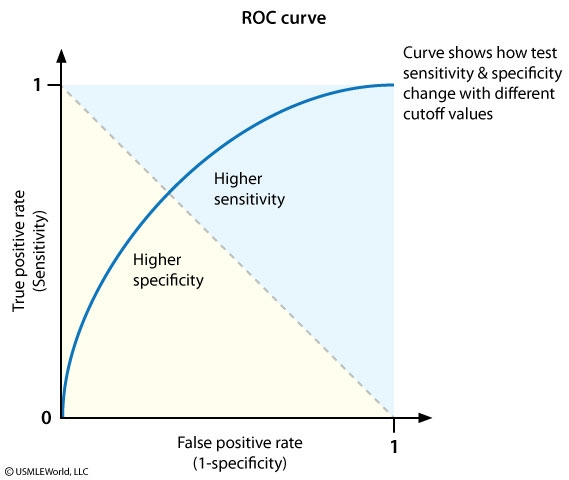 ROC curve
Curve shows how test
sensitivity & specificity
change with different
cutoff values
1
Higher
sensitivity
Higher
specificity
True positive rate
(Sensitivity)
0
False positive rate
(1-specificity)
1
© USMLEWorld, LLC